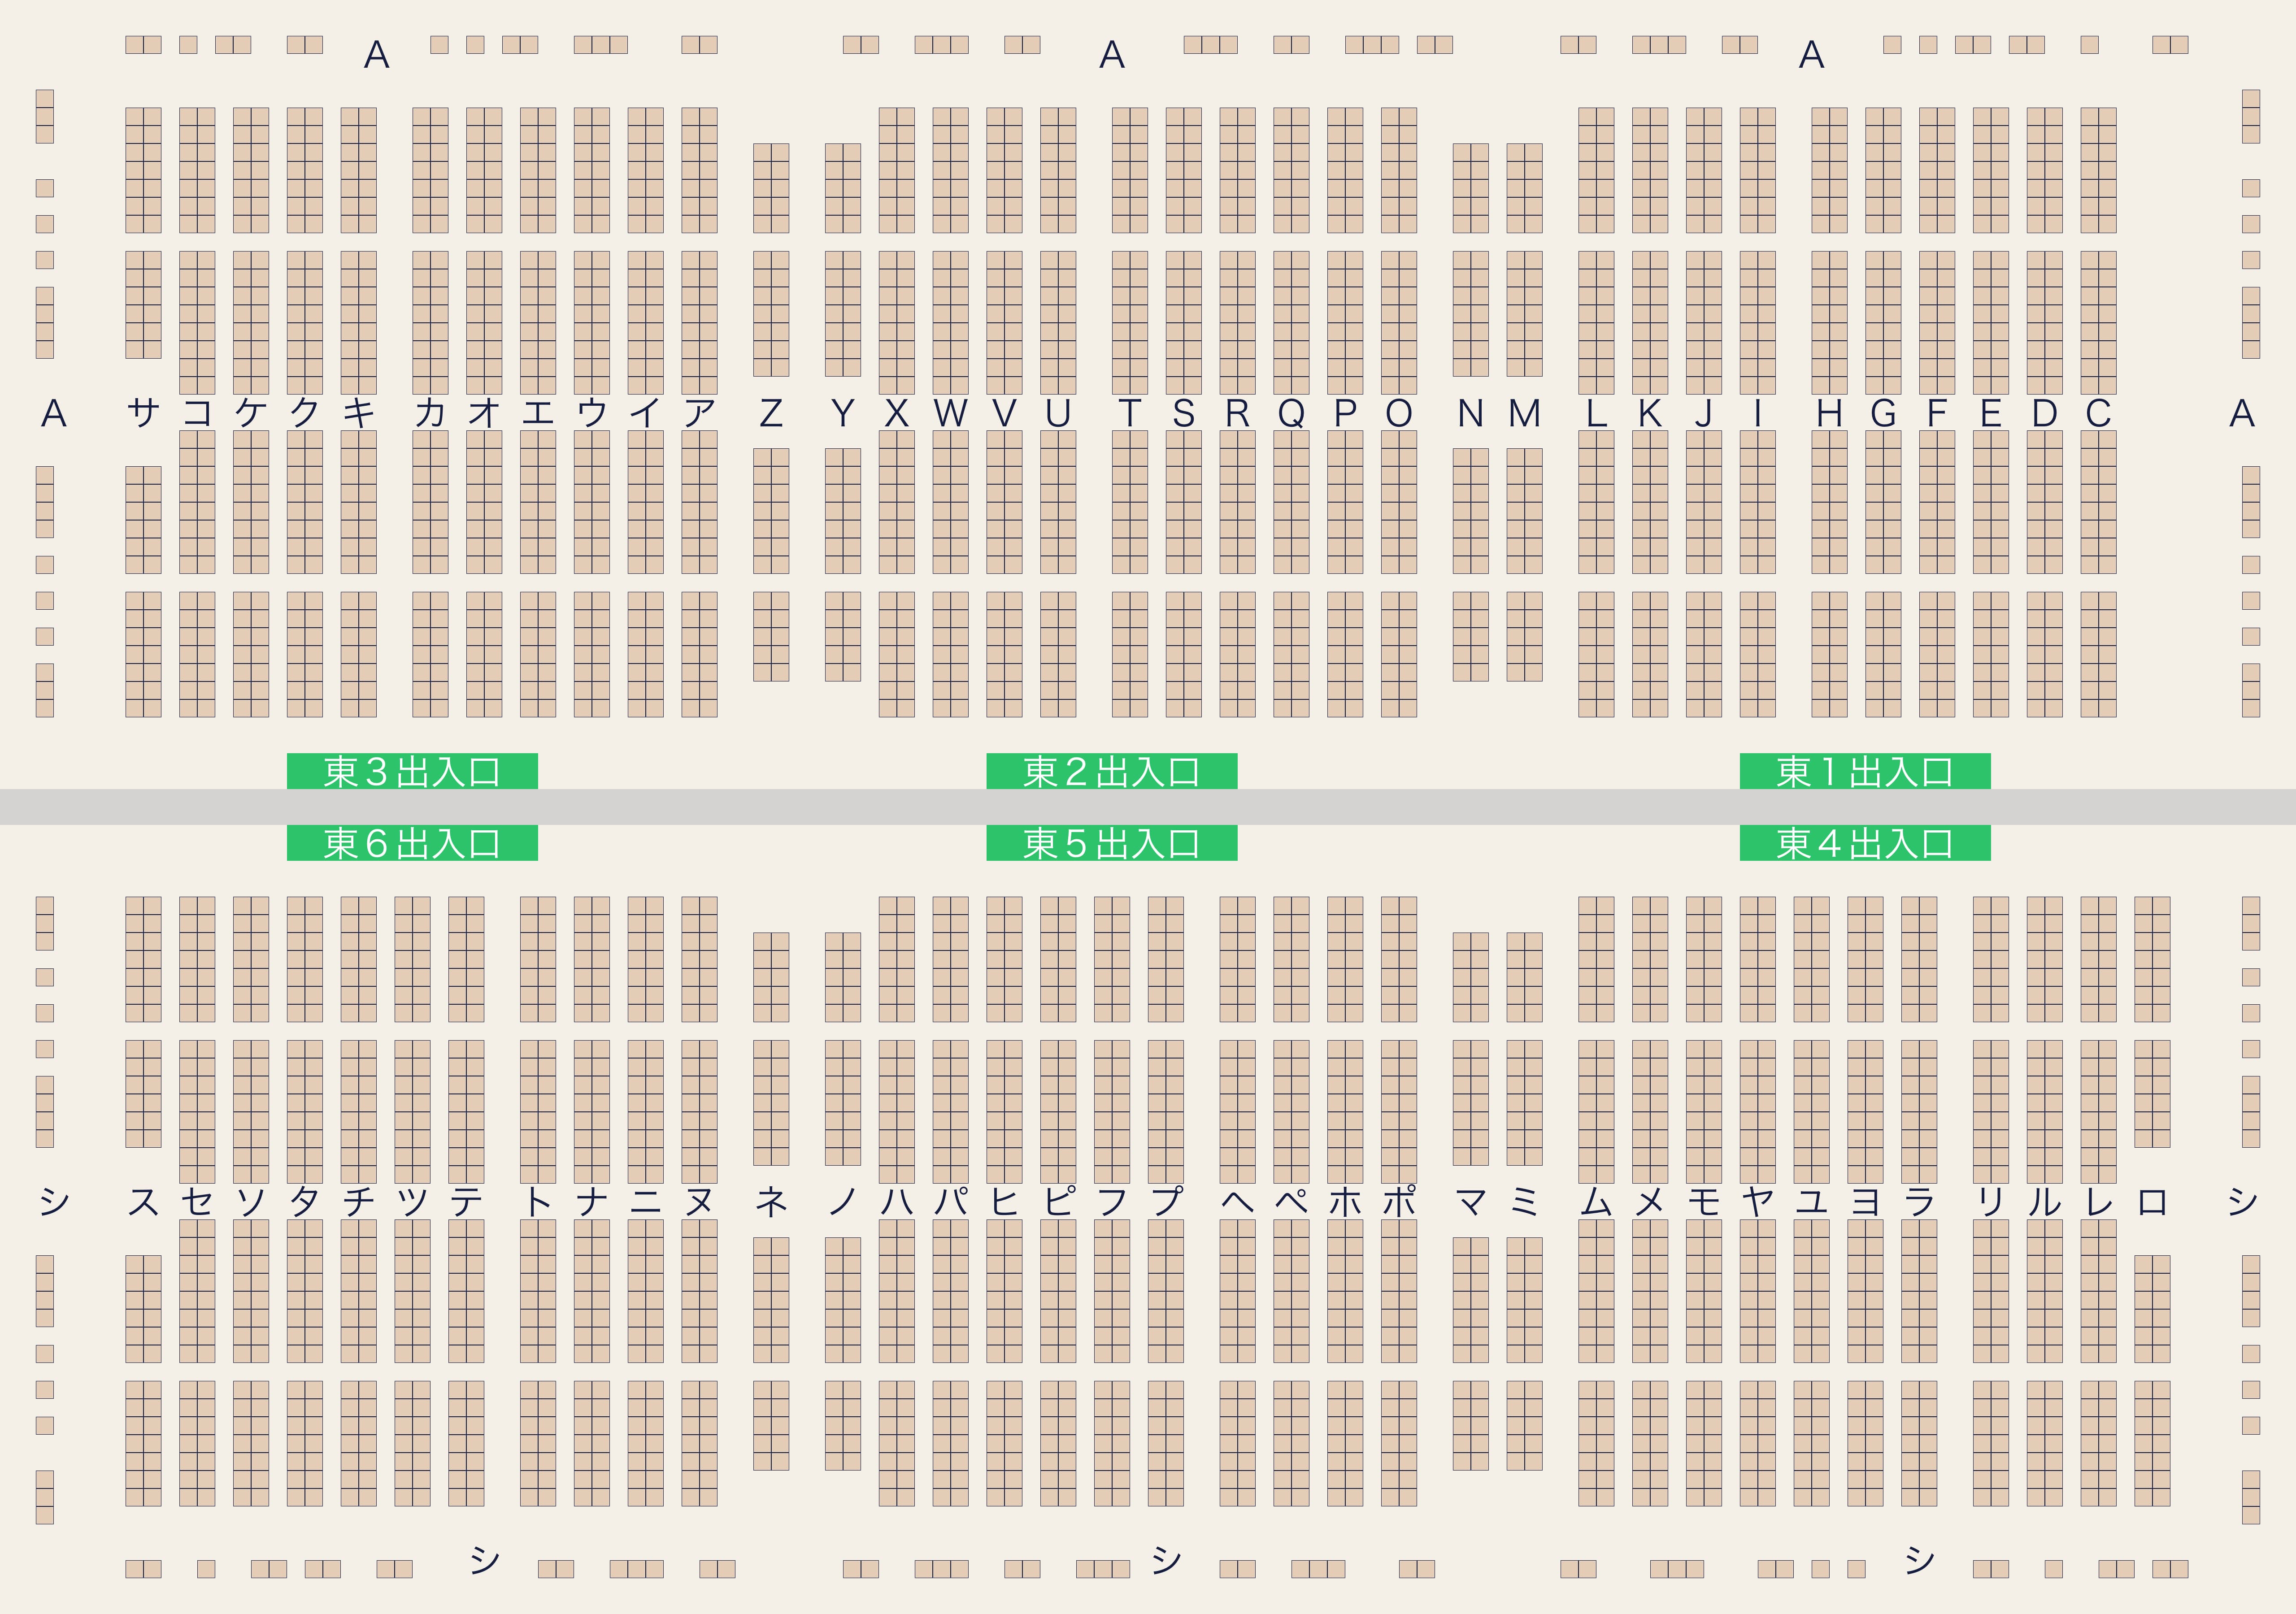 A A A
A サ コ ケ ク キ カ オ エ ウ イ ア Z Y X W V U T S R Q P O N M L K J I H G F E D C A
東3出入口 東2出入口 東1出入口
東6出入口 東5出入口 東4出入口
シ ス セ ソ タ チ ツ テ ト ナ ニ ヌ ネ ノ ハ パ ヒ ピ フ プ ヘ ペ ホ ポ マ ミ ム メ モ ヤ ユ ヨ ラ リ ル レ ロ シ
シ シ シ